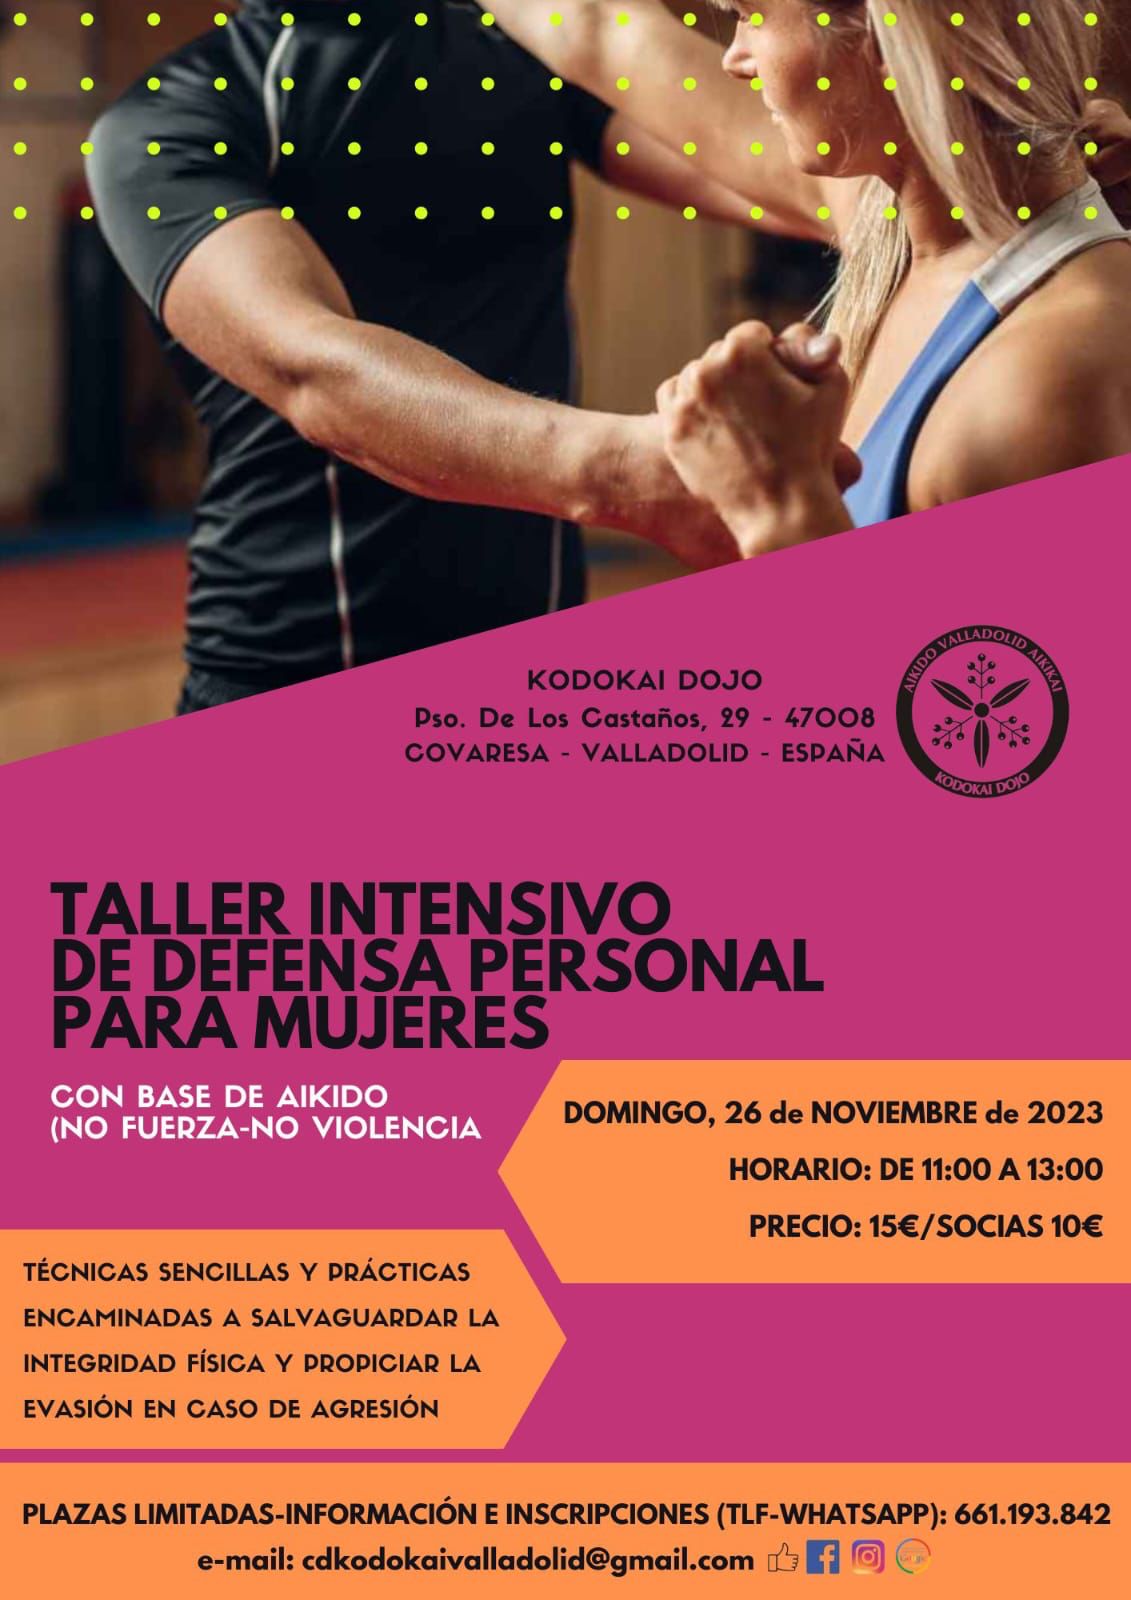 KODOKAI DOJO
Pso. De Los Castaños, 29 - 47008
COVARESA - VALLADOLID - ESPAÑA
AIKIDO VALLADOLID AIKIKAI
KODOKAI DOJO
TALLER INTENSIVO
DE DEFENSA PERSONAL
PARA MUJERES
CON BASE DE AIKIDO
(NO FUERZA-NO VIOLENCIA
DOMINGO, 26 de NOVIEMBRE de 2023
HORARIO: DE 11:00 A 13:00
PRECIO: 15€/SOCIAS 10€
TÉCNICAS SENCILLAS Y PRÁCTICAS
ENCAMINADAS A SALVAGUARDAR LA
INTEGRIDAD FÍSICA Y PROPICIAR LA
EVASIÓN EN CASO DE AGRESIÓN
PLAZAS LIMITADAS-INFORMACIÓN E INSCRIPCIONES (TLF-WHATSAPP): 661.193.842
e-mail: cdkodokaivalladolid@gmail.com